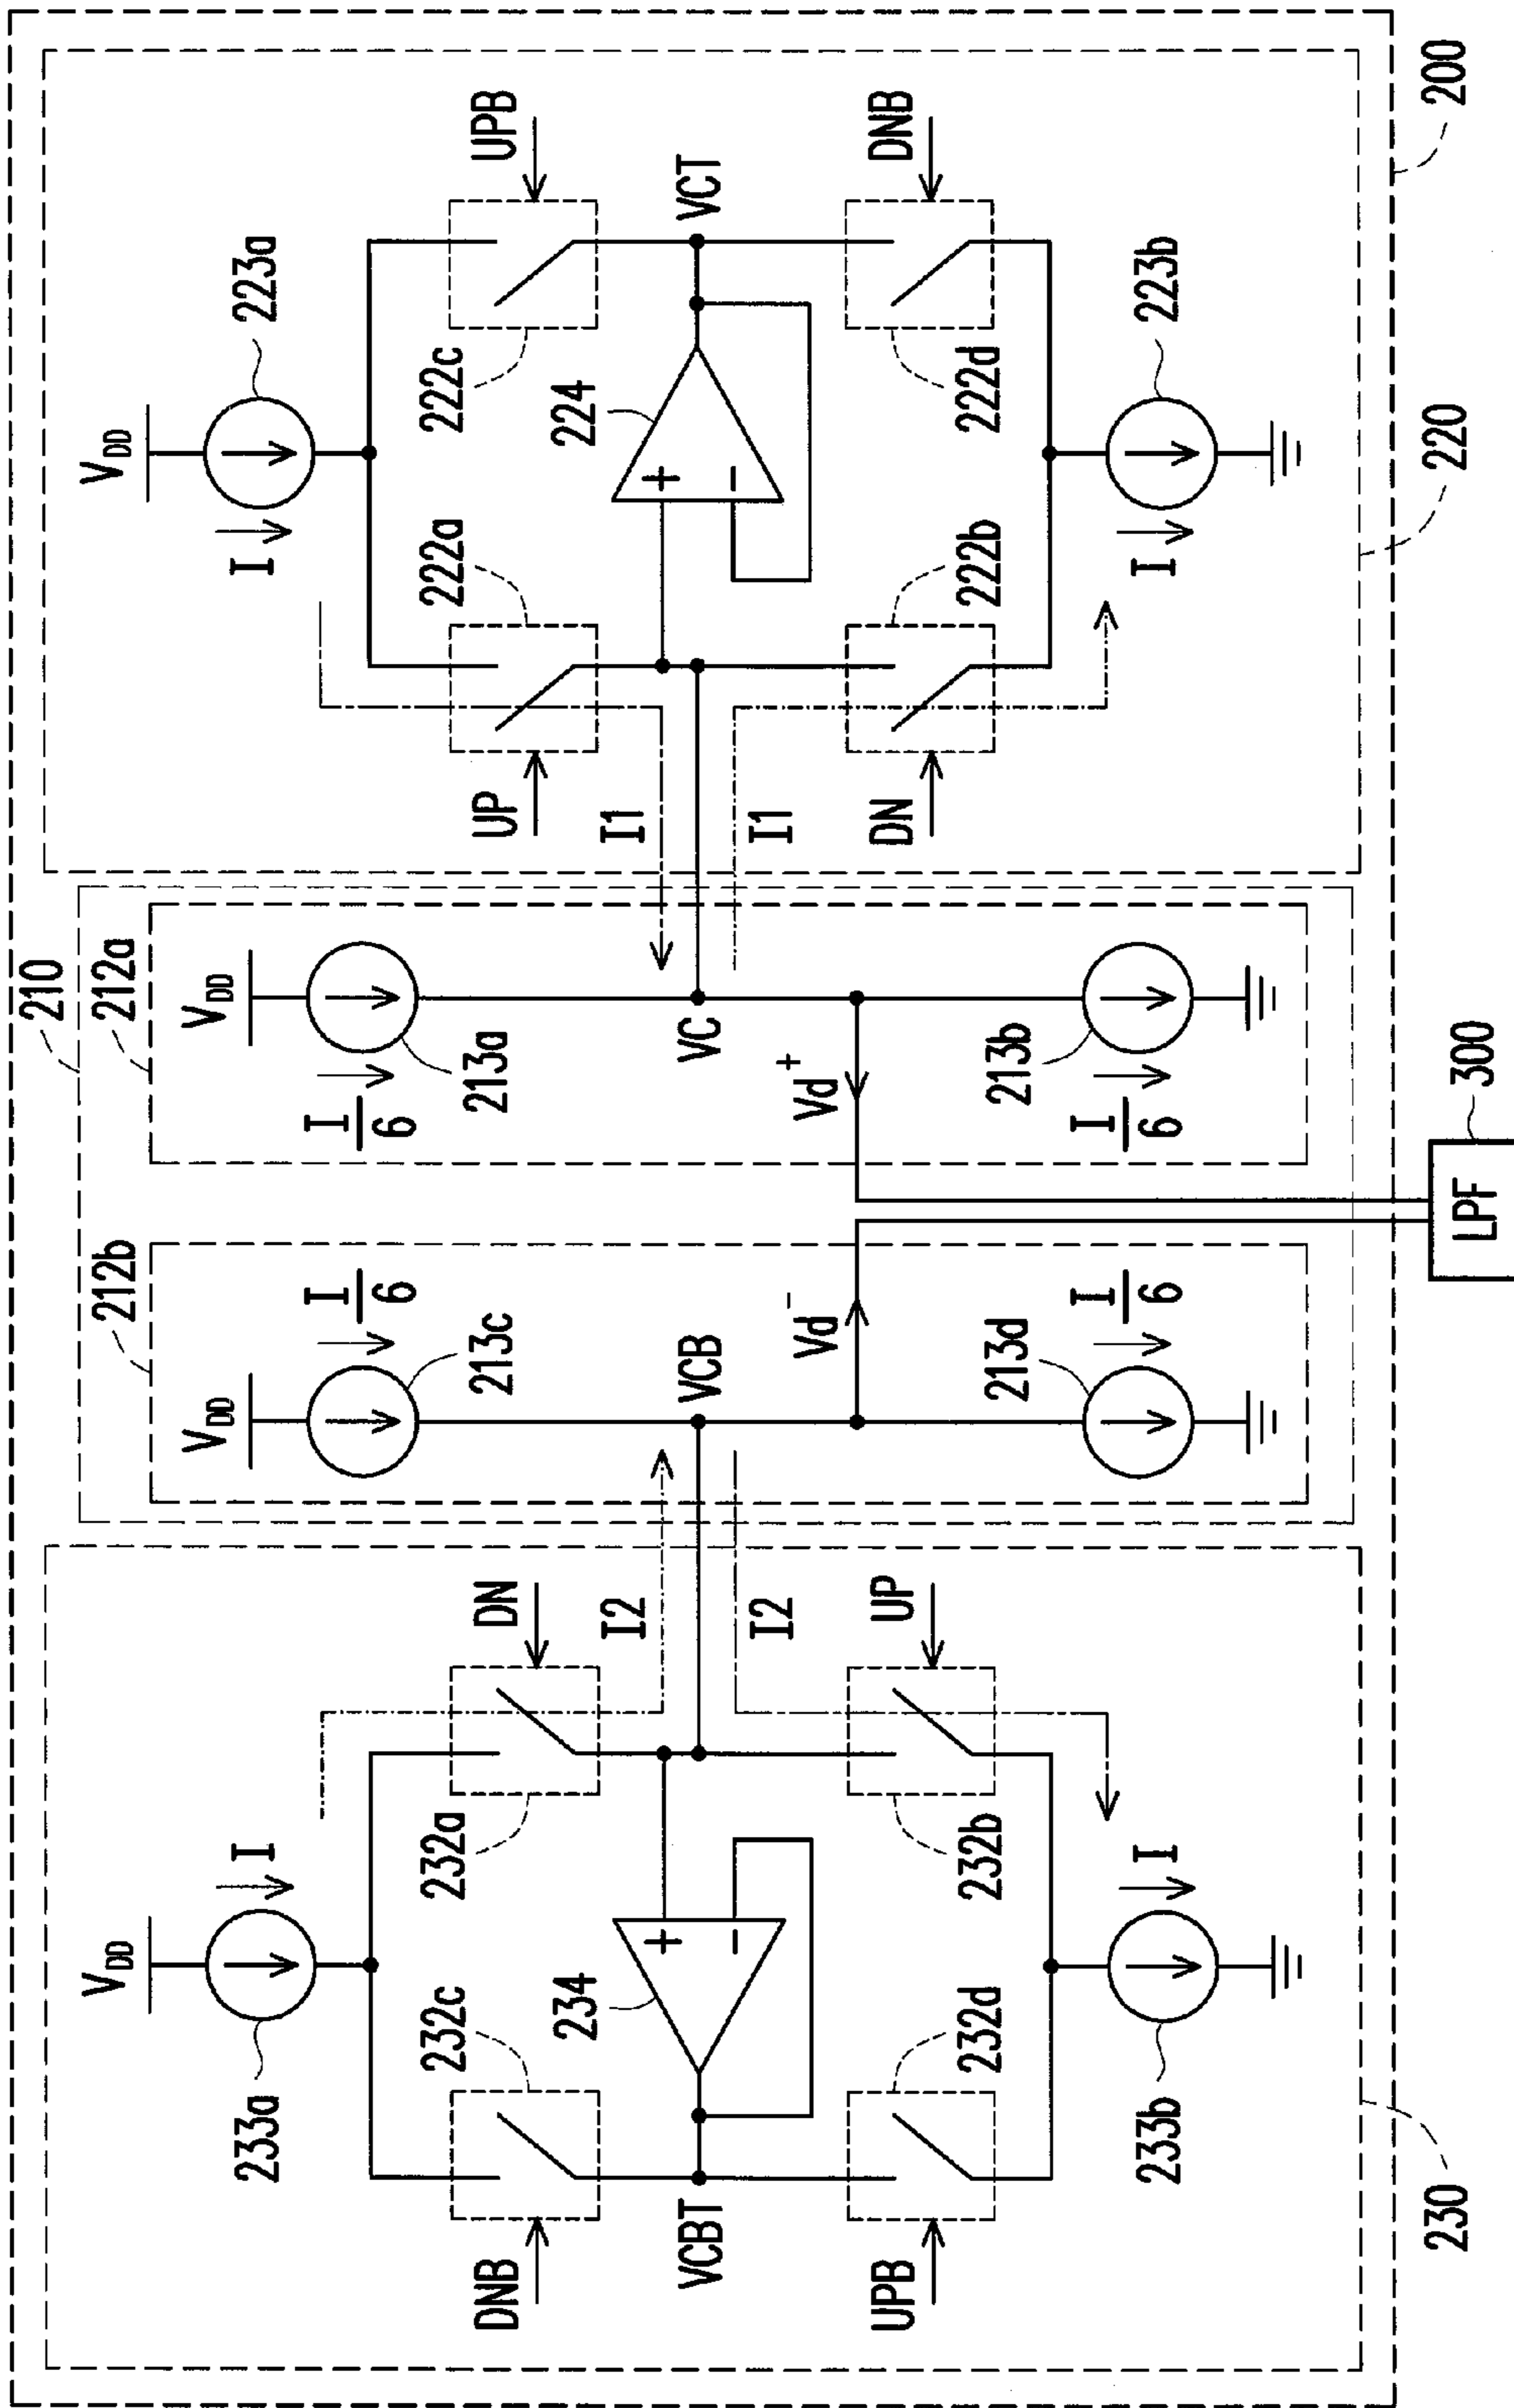 210
V_DD
212b
212a
V_DD
V_DD
V_DD
233a
I
I
223a
I/6
I/6
232c
232a
222a
222c
DNB
DN
213c
213a
UP
UPB
234
224
I2
I1
+
+
VCBT
VCB
VC
VCT
−
−
I2
I1
Vd⁻
Vd⁺
UPB
UP
DN
DNB
232d
232b
213d
213b
222b
222d
I/6
I/6
233b
I
I
223b
230
220
200
LPF
300